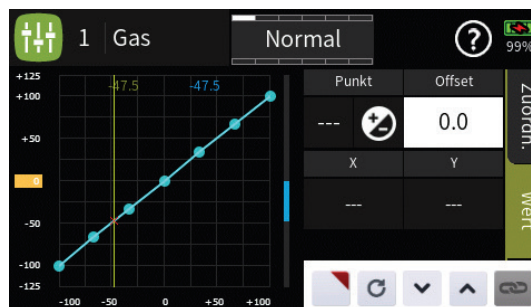 1 Gas Normal ? 99%
+125
+100
+50
0
-50
-100
-125
-47.5 -47.5
-100 -50 0 +50 +100
Punkt Offset
--- 0.0
X Y
--- ---
Zuordn.
Wert